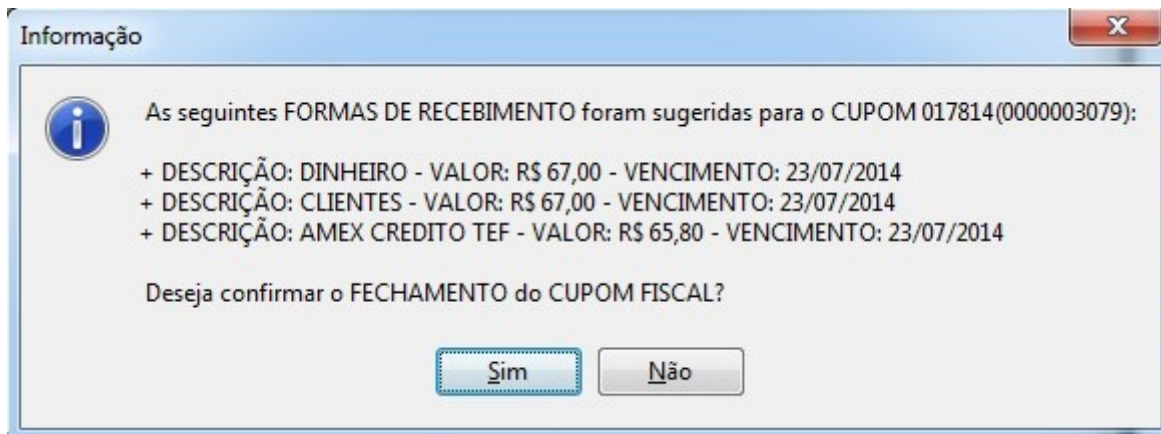 Informação
As seguintes FORMAS DE RECEBIMENTO foram sugeridas para o CUPOM 017814(0000003079):
+ DESCRIÇÃO: DINHEIRO - VALOR: R$ 67,00 - VENCIMENTO: 23/07/2014
+ DESCRIÇÃO: CLIENTES - VALOR: R$ 67,00 - VENCIMENTO: 23/07/2014
+ DESCRIÇÃO: AMEX CREDITO TEF - VALOR: R$ 65,80 - VENCIMENTO: 23/07/2014
Deseja confirmar o FECHAMENTO do CUPOM FISCAL?
Sim Não